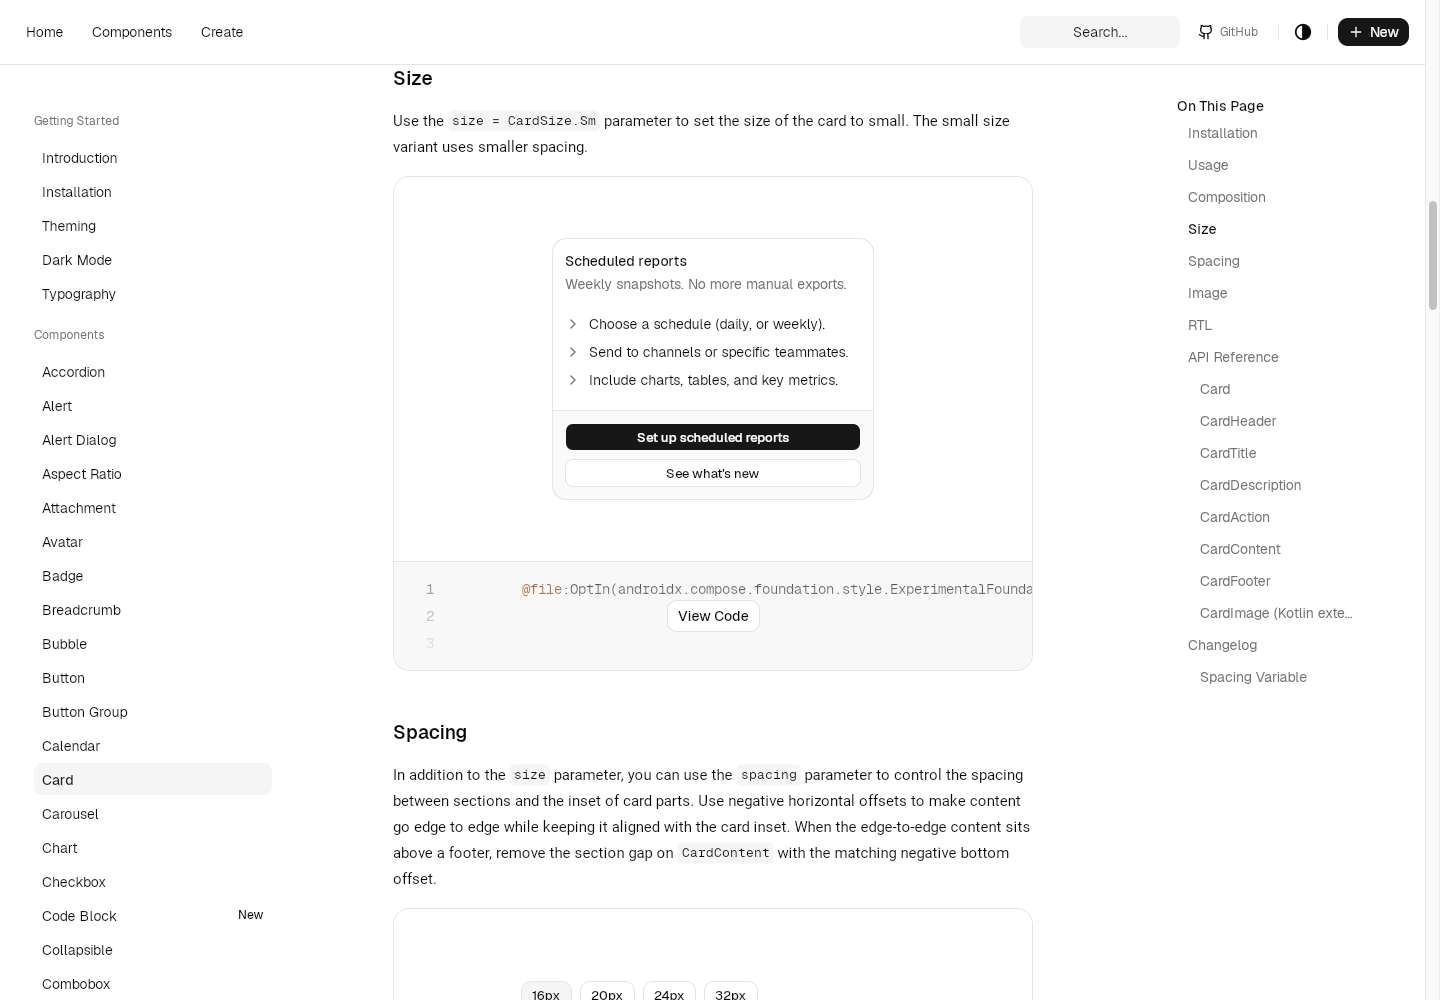 Home
Components
Create
Search...
GitHub
New
Getting Started
Introduction
Installation
Theming
Dark Mode
Typography
Components
Accordion
Alert
Alert Dialog
Aspect Ratio
Attachment
Avatar
Badge
Breadcrumb
Bubble
Button
Button Group
Calendar
Card
Carousel
Chart
Checkbox
Code Block New
Collapsible
Combobox
Size
Use the size = CardSize.Sm parameter to set the size of the card to small. The small size
variant uses smaller spacing.
Scheduled reports
Weekly snapshots. No more manual exports.
Choose a schedule (daily, or weekly).
Send to channels or specific teammates.
Include charts, tables, and key metrics.
Set up scheduled reports
See what's new
1 @file:OptIn(androidx.compose.foundation.style.ExperimentalFounda
2
View Code
3
Spacing
In addition to the size parameter, you can use the spacing parameter to control the spacing
between sections and the inset of card parts. Use negative horizontal offsets to make content
go edge to edge while keeping it aligned with the card inset. When the edge-to-edge content sits
above a footer, remove the section gap on CardContent with the matching negative bottom
offset.
16px
20px
24px
32px
On This Page
Installation
Usage
Composition
Size
Spacing
Image
RTL
API Reference
Card
CardHeader
CardTitle
CardDescription
CardAction
CardContent
CardFooter
CardImage (Kotlin exte...
Changelog
Spacing Variable